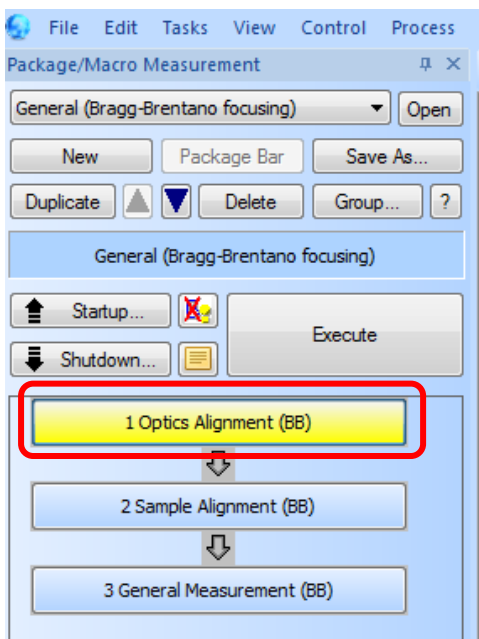 File Edit Tasks View Control Process
Package/Macro Measurement
General (Bragg-Brentano focusing) Open
New Package Bar Save As...
Duplicate Delete Group... ?
General (Bragg-Brentano focusing)
Startup...
Execute
Shutdown...
1 Optics Alignment (BB)
2 Sample Alignment (BB)
3 General Measurement (BB)